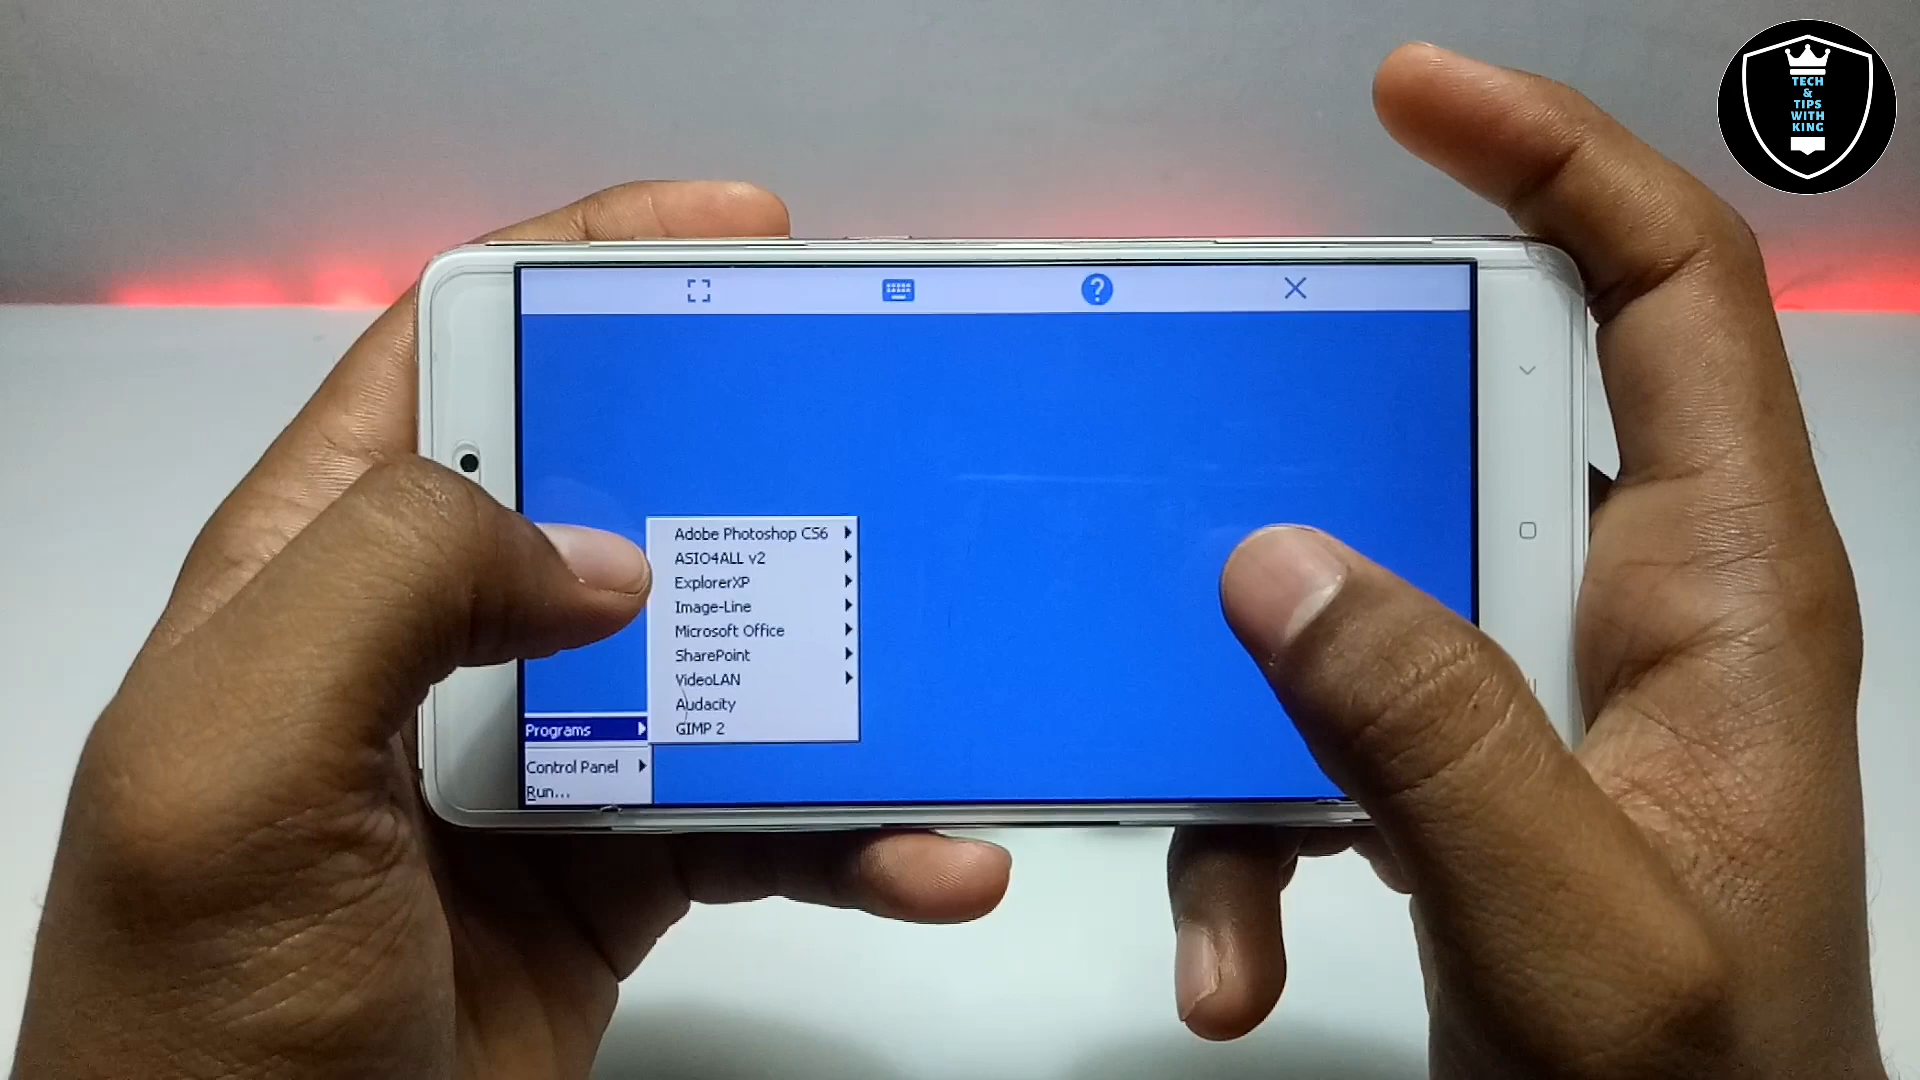 TECH
&
TIPS
WITH
KING
Adobe Photoshop CS6
ASIO4ALL v2
ExplorerXP
Image-Line
Microsoft Office
SharePoint
VideoLAN
Audacity
GIMP 2
Programs
Control Panel
Run...